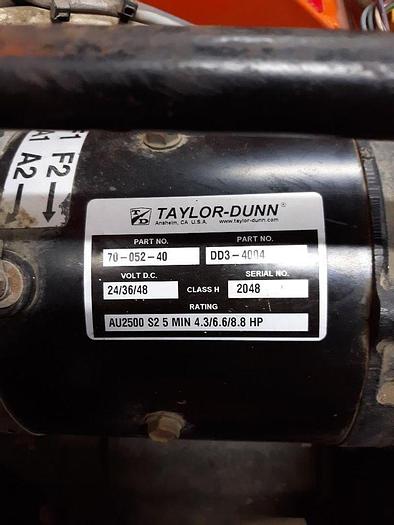 F2
A1 A2
T/D TAYLOR-DUNN®
Anaheim, CA U.S.A. www.taylor-dunn.com
PART NO. PART NO.
70-052-40 DD3-4004
VOLT D.C. SERIAL NO.
24/36/48 CLASS H 2048
RATING
AU2500 S2 5 MIN 4.3/6.6/8.8 HP